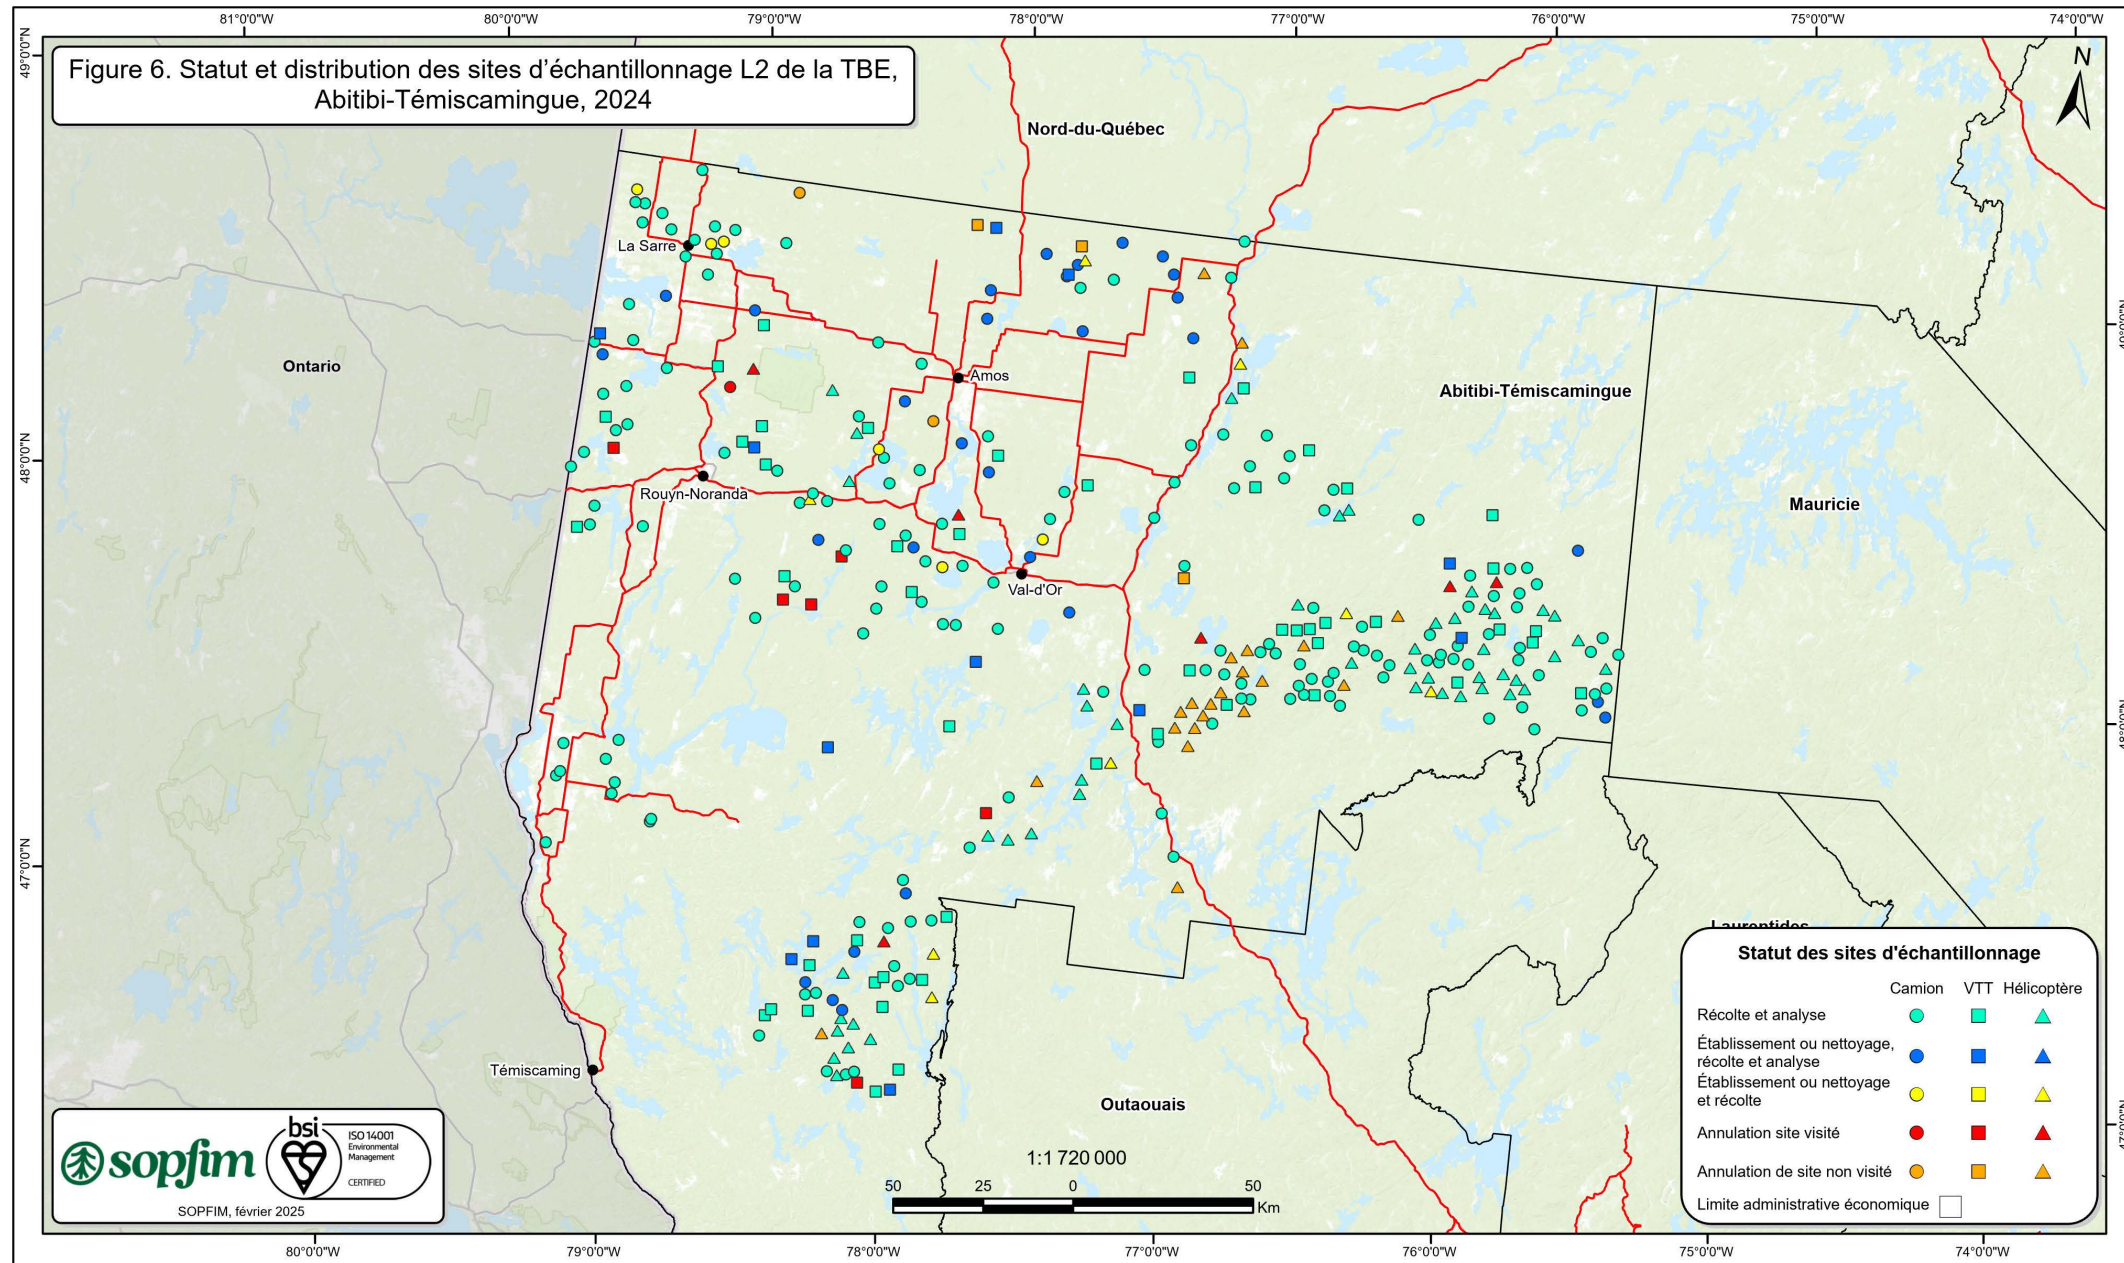 81°0'0"W
80°0'0"W
79°0'0"W
78°0'0"W
77°0'0"W
76°0'0"W
75°0'0"W
74°0'0"W
49°0'0"N
Figure 6. Statut et distribution des sites d'échantillonnage L2 de la TBE,
Abitibi-Témiscamingue, 2024
N
Nord-du-Québec
La Sarre
Ontario
Amos
Abitibi-Témiscamingue
48°0'0"N
Rouyn-Noranda
Mauricie
Val-d'Or
47°0'0"N
Laurentides
Témiscaming
Outaouais
Statut des sites d'échantillonnage
Camion VTT Hélicoptère
Récolte et analyse
Établissement ou nettoyage,
récolte et analyse
Établissement ou nettoyage
et récolte
Annulation site visité
Annulation de site non visité
Limite administrative économique
sopfim
bsi
ISO 14001
Environmental
Management
CERTIFIED
SOPFIM, février 2025
1:1 720 000
50 25 0 50
Km
80°0'0"W
79°0'0"W
78°0'0"W
77°0'0"W
76°0'0"W
75°0'0"W
74°0'0"W